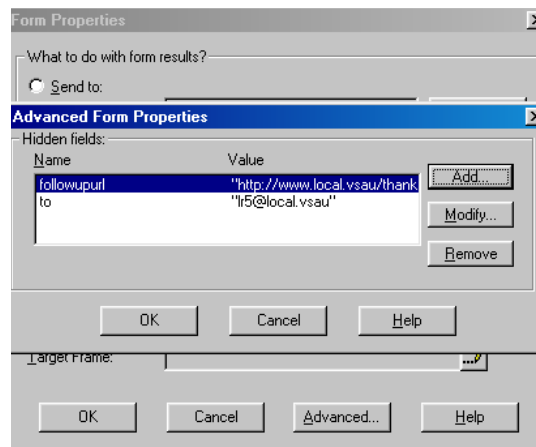 Form Properties
What to do with form results?
Send to:
Advanced Form Properties
Hidden fields:
Name Value
followupurl "http://www.local.vsau/thank
to "lr5@local.vsau"
Add...
Modify...
Remove
OK Cancel Help
Target Frame:
OK Cancel Advanced... Help